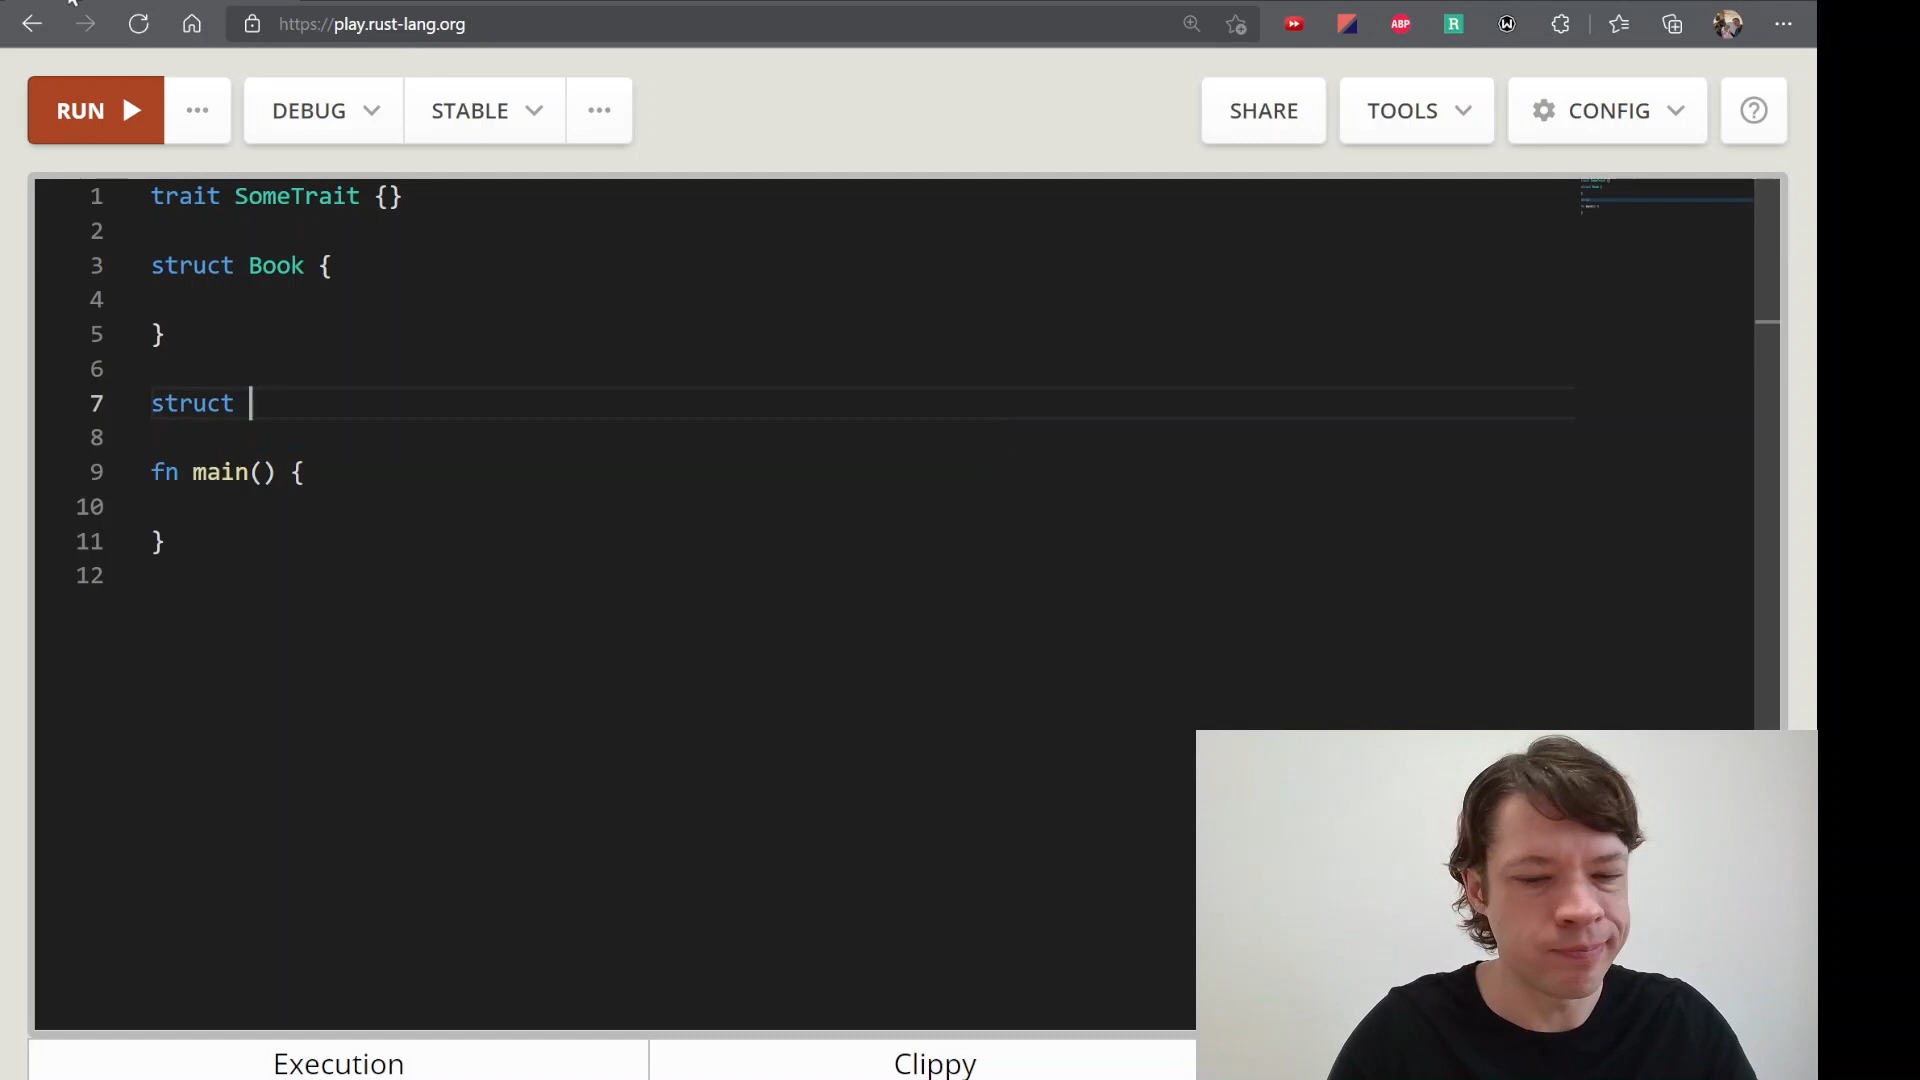 https://play.rust-lang.org
ABP
R
RUN
DEBUG
STABLE
SHARE
TOOLS
CONFIG
1 trait SomeTrait {}
2
3 struct Book {
4
5 }
6
7 struct
8
9 fn main() {
10
11 }
12
Execution
Clippy